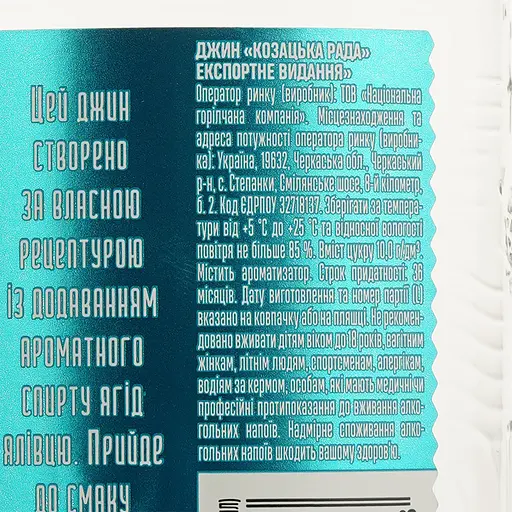 Цей джин
створено
за власною
рецептурою
із додаванням
ароматного
спирту ягід
ялівцю. Прийде
до смаку
ДЖИН «КОЗАЦЬКА РАДА»
ЕКСПОРТНЕ ВИДАННЯ»
Оператор ринку (виробник): ТОВ «Національна
горілчана компанія». Місцезнаходження та
адреса потужності оператора ринку (виробни-
ка): Україна, 19632, Черкаська обл., Черкаський
р-н, с. Степанки, Смілянське шосе, 8-й кілометр,
б. 2. Код ЄДРПОУ 32718137. Зберігати за темпера-
тури від +5 °С до +25 °С та відносної вологості
повітря не більше 85 %. Вміст цукру 10,0 г/дм³.
Містить ароматизатор. Строк придатності: 36
місяців. Дату виготовлення та номер партії (L)
вказано на ковпачку або на пляшці. Не рекомен-
довано вживати дітям віком до 18 років, вагітним
жінкам, літнім людям, спортсменам, алергікам,
водіям за кермом, особам, які мають медичні чи
професійні протипоказання до вживання алко-
гольних напоїв. Надмірне споживання алко-
гольних напоїв шкодить вашому здоров'ю.